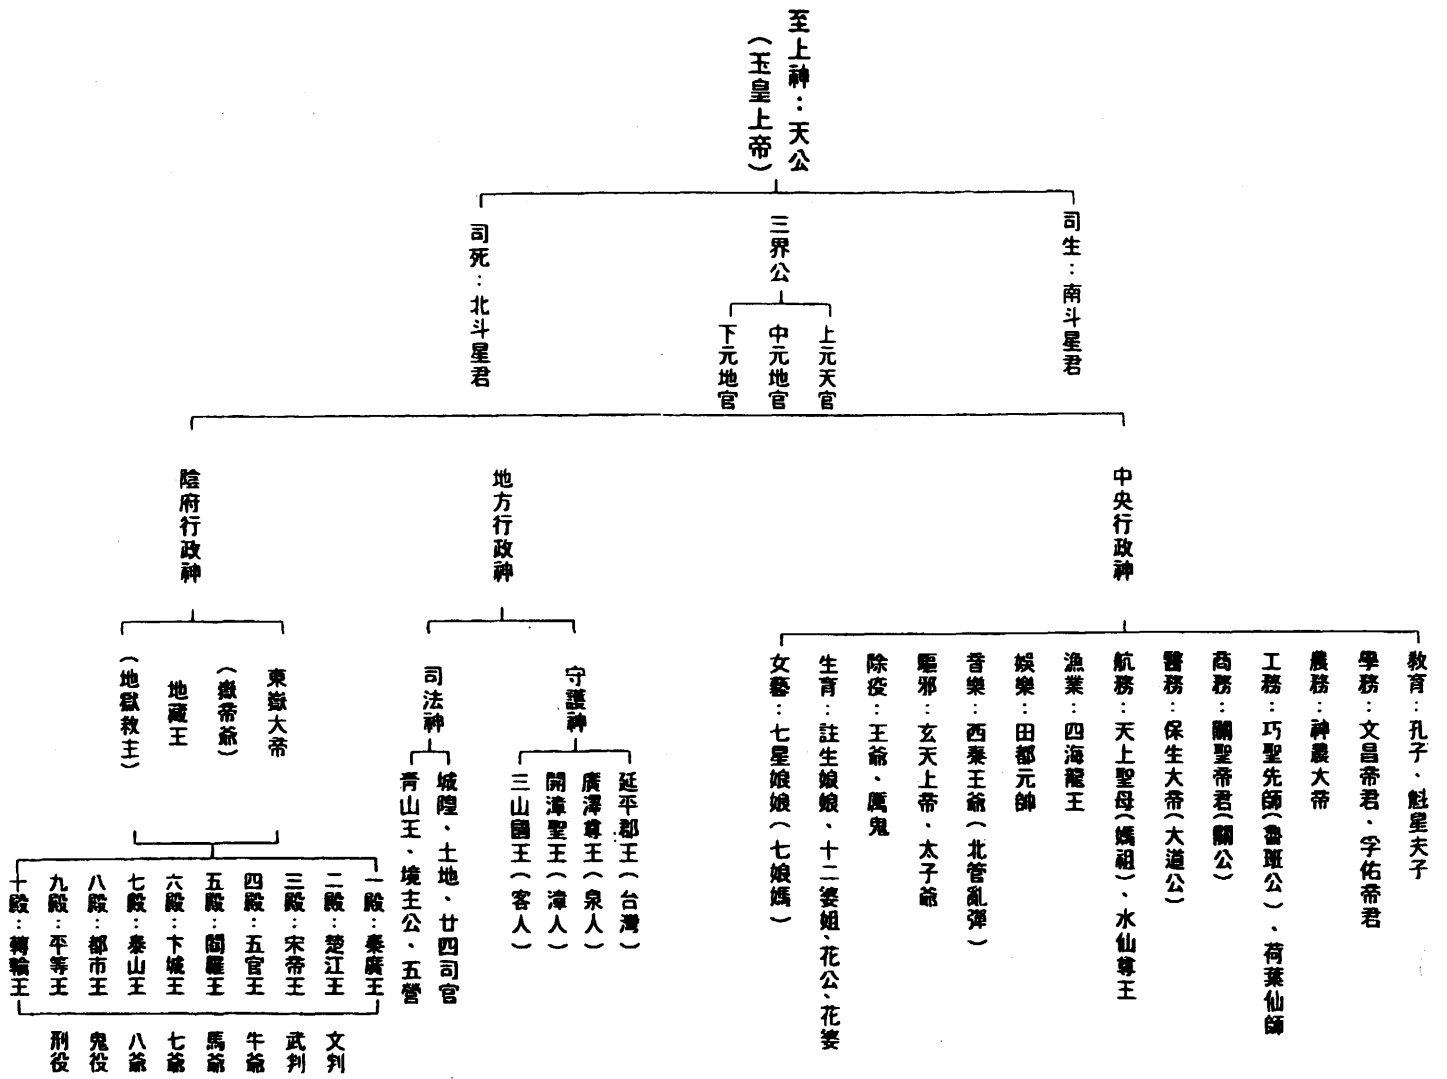 至上神：天公
（玉皇上帝）
司生：南斗星君
三界公
上元天官
中元地官
下元地官
司死：北斗星君
中央行政神
教育：孔子、魁星夫子
學務：文昌帝君、孚佑帝君
農務：神農大帝
工務：巧聖先師（魯班公）、荷葉仙師
商務：關聖帝君（關公）
醫務：保生大帝（大道公）
航務：天上聖母（媽祖）、水仙尊王
漁業：四海龍王
娛樂：田都元帥
音樂：西秦王爺（北管亂彈）
驅邪：玄天上帝、太子爺
除疫：王爺、厲鬼
生育：註生娘娘、十二婆姐、花公、花婆
女藝：七星娘娘（七娘媽）
地方行政神
守護神
延平郡王（台灣）
廣澤尊王（泉人）
開漳聖王（漳人）
三山國王（客人）
司法神
城隍、土地、廿四司官
青山王、境主公、五營
陰府行政神
東嶽大帝
（嶽帝爺）
地藏王
（地獄救主）
一殿：秦廣王
二殿：楚江王
三殿：宋帝王
四殿：五官王
五殿：閻羅王
六殿：卞城王
七殿：泰山王
八殿：都市王
九殿：平等王
十殿：轉輪王
文判
武判
牛爺
馬爺
七爺
八爺
鬼役
刑役